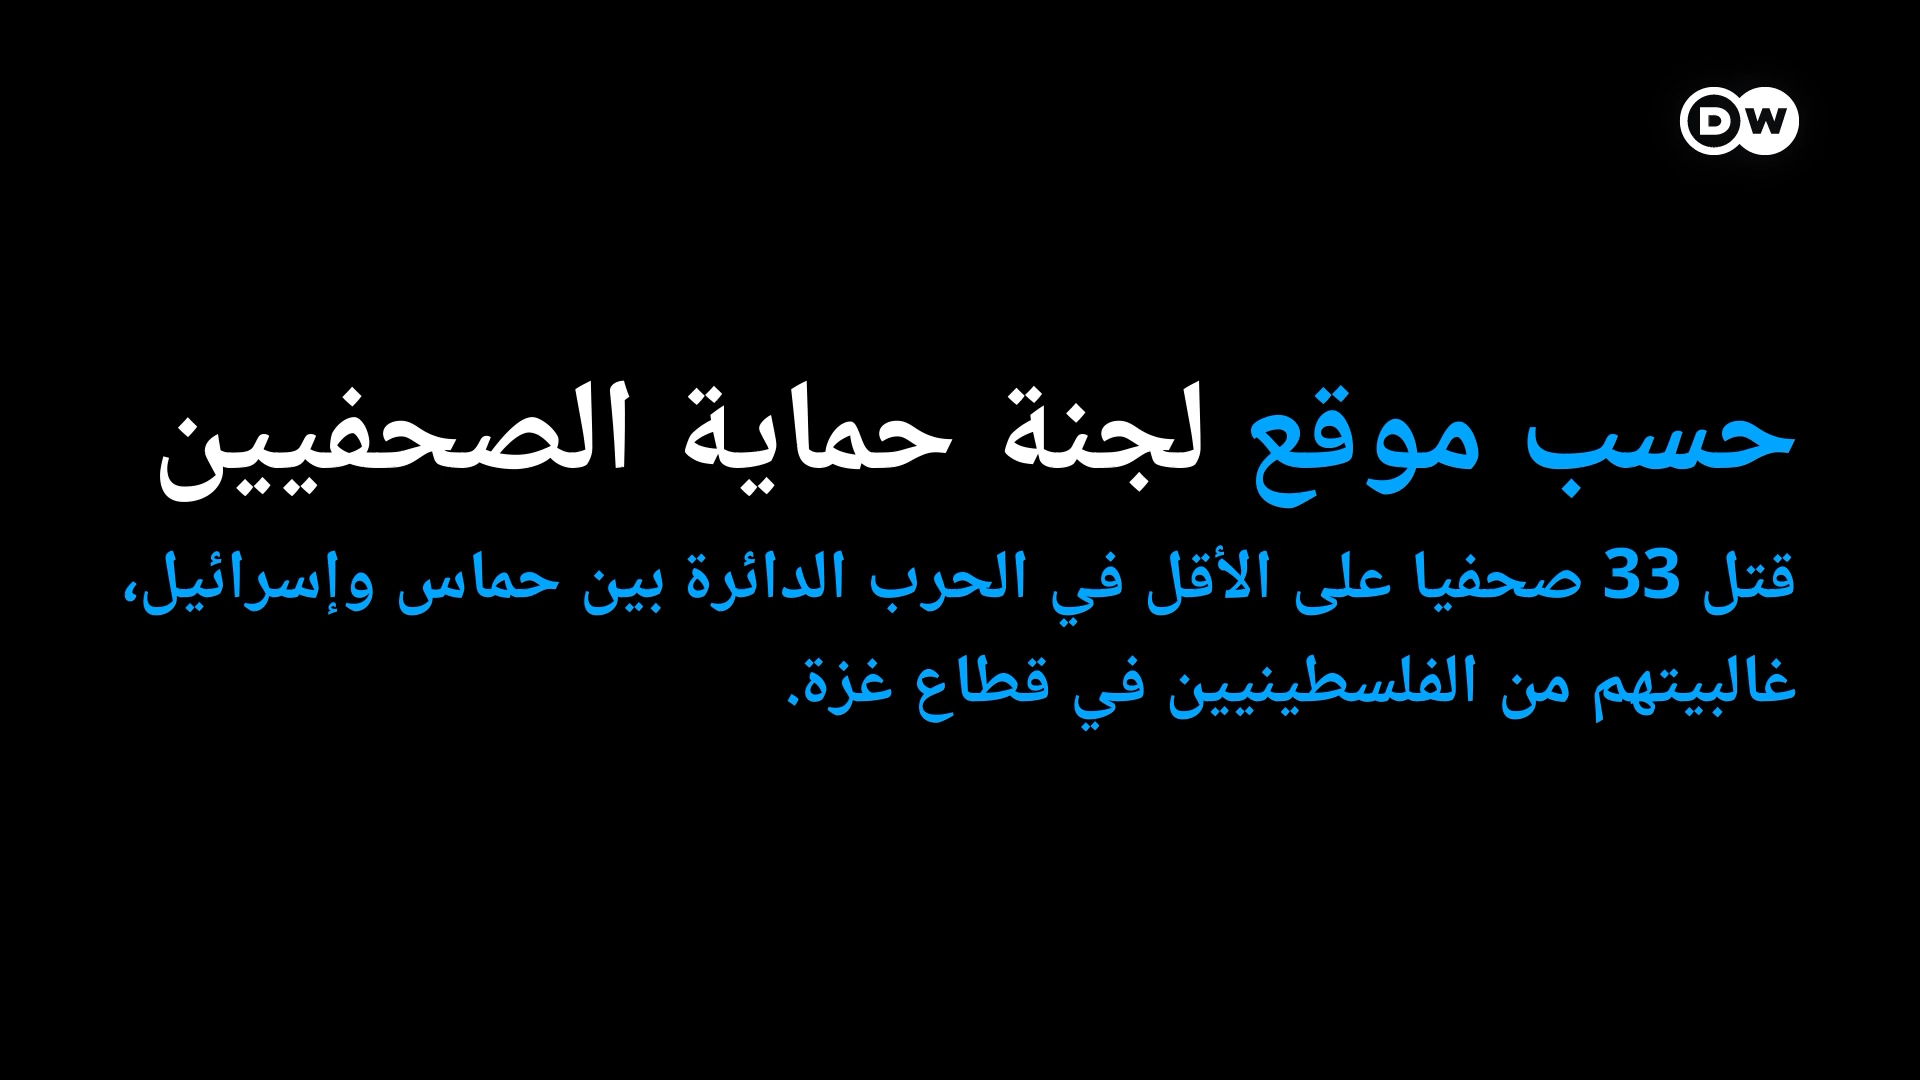 DW
حسب موقع لجنة حماية الصحفيين
قتل 33 صحفيا على الأقل في الحرب الدائرة بين حماس وإسرائيل،
غالبيتهم من الفلسطينيين في قطاع غزة.